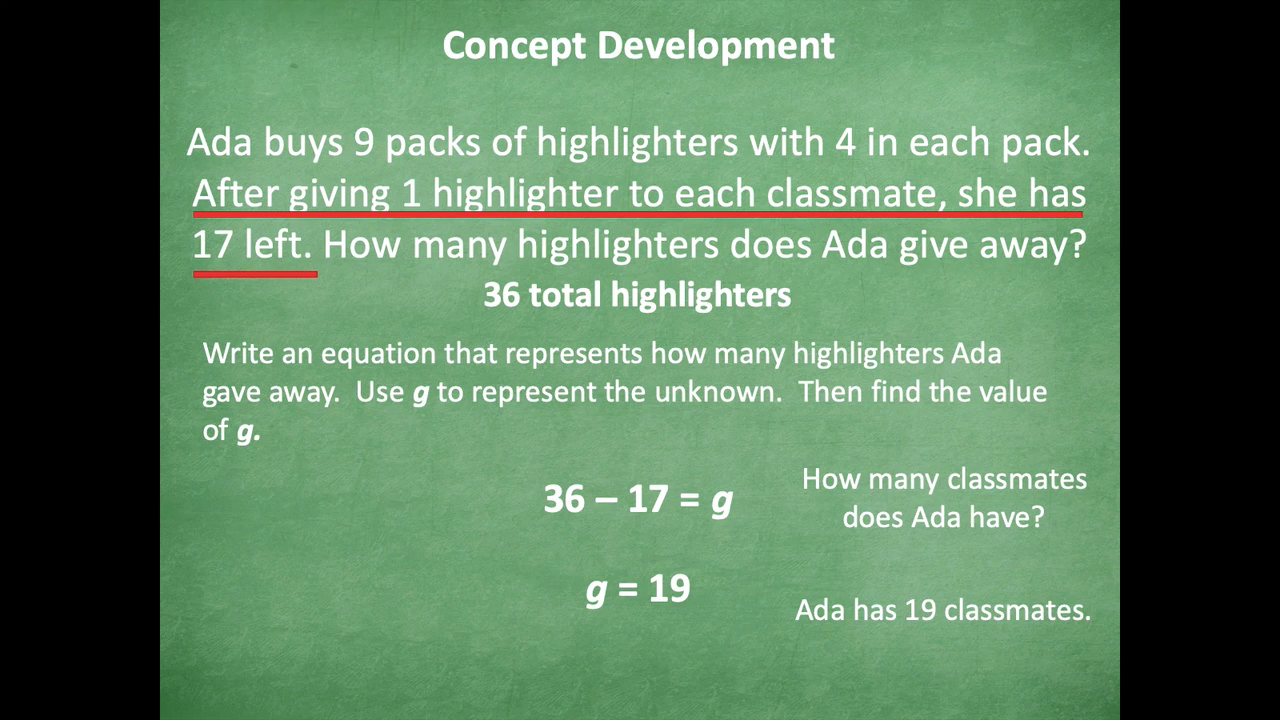 Concept Development
Ada buys 9 packs of highlighters with 4 in each pack.
After giving 1 highlighter to each classmate, she has
17 left. How many highlighters does Ada give away?
36 total highlighters
Write an equation that represents how many highlighters Ada
gave away.  Use g to represent the unknown.  Then find the value
of g.
36 – 17 = g
g = 19
How many classmates
does Ada have?
Ada has 19 classmates.